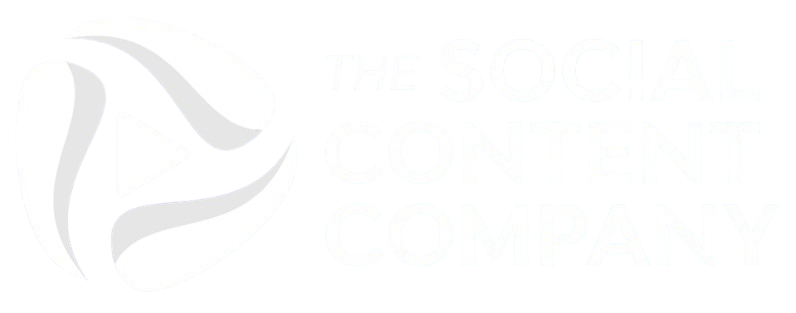 THE SOCIAL
CONTENT
COMPANY